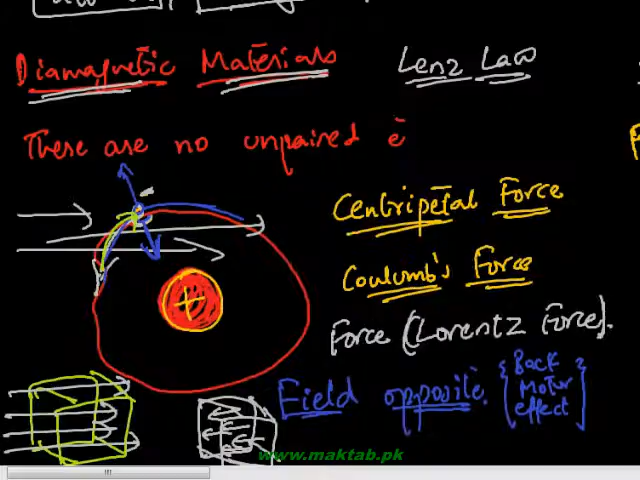 Diamagnetic Materials Lenz Law
There are no unpaired e
Centripetal Force
Coulomb's Force
Force (Lorentz Force).
Field opposite. { Back
Motor
effect }
+
www.maktab.pk